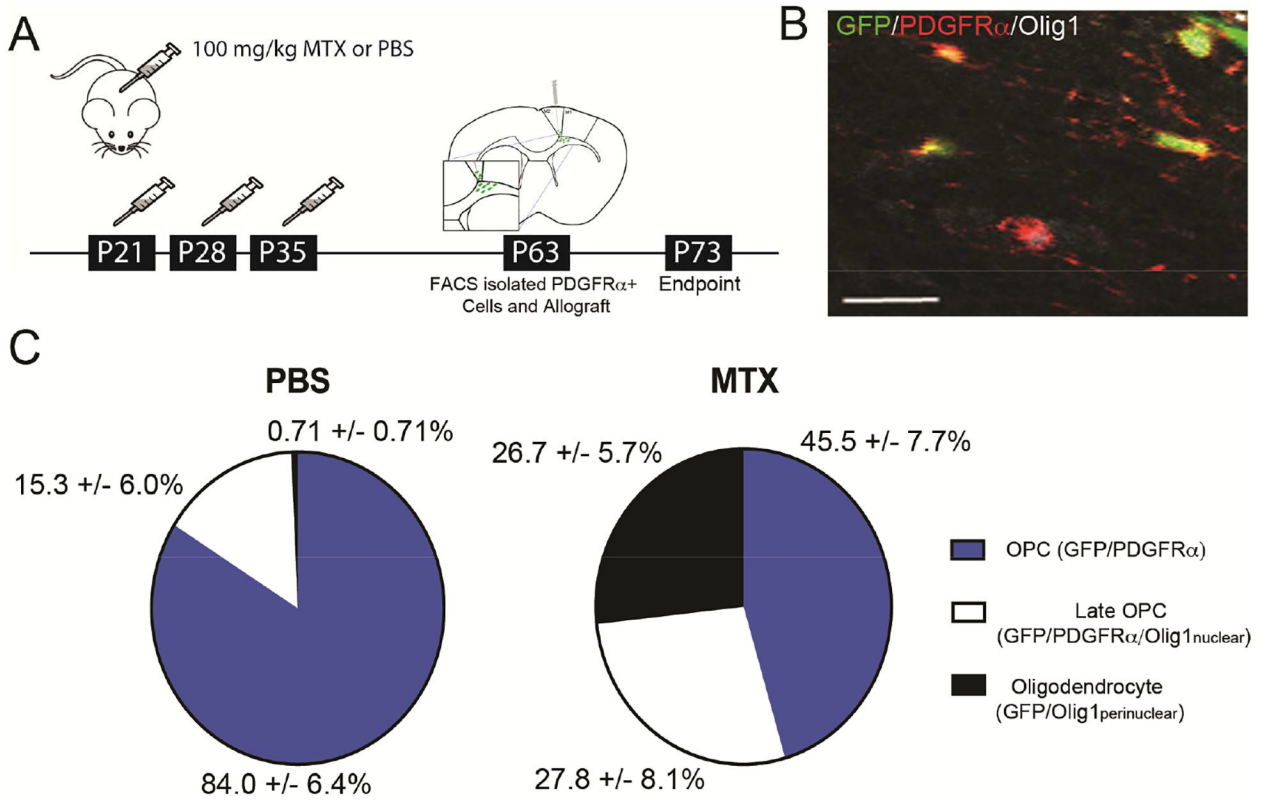 A
100 mg/kg MTX or PBS
P21
P28
P35
P63
P73
FACS isolated PDGFRα+
Cells and Allograft
Endpoint
B
GFP/PDGFRα/Olig1
C
PBS
0.71 +/- 0.71%
15.3 +/- 6.0%
84.0 +/- 6.4%
MTX
26.7 +/- 5.7%
45.5 +/- 7.7%
27.8 +/- 8.1%
OPC (GFP/PDGFRα)
Late OPC
(GFP/PDGFRα/Olig1nuclear)
Oligodendrocyte
(GFP/Olig1perinuclear)